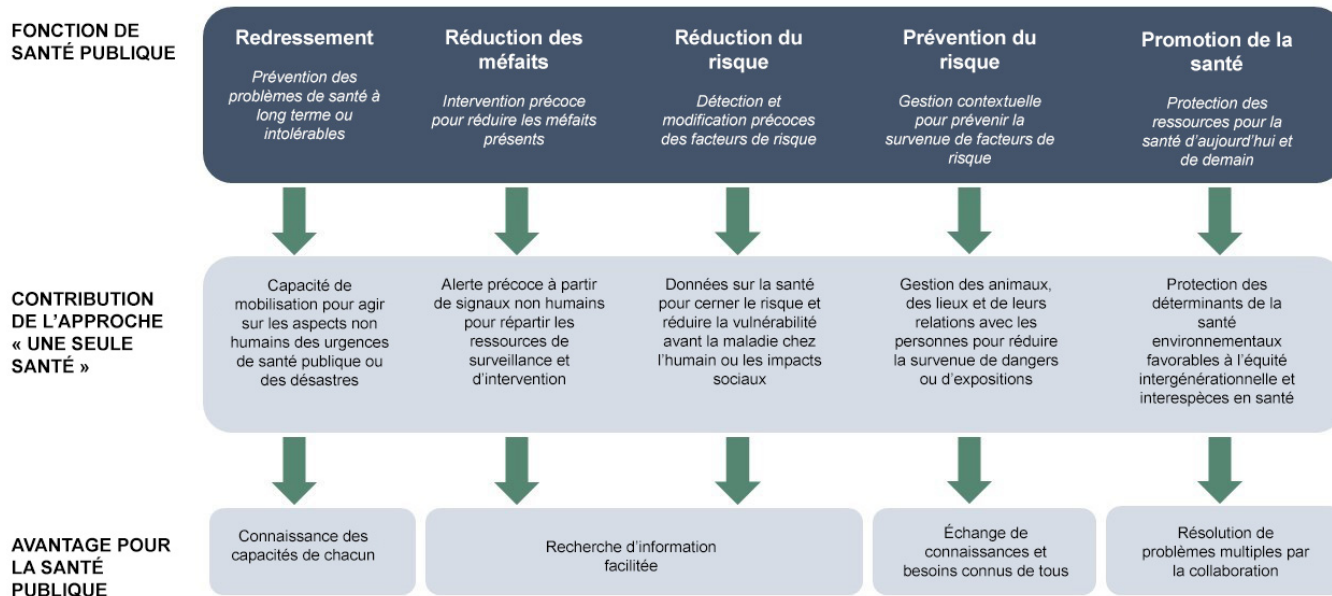 FONCTION DE
SANTÉ PUBLIQUE
Redressement
Prévention des
problèmes de santé à
long terme ou
intolérables
Réduction des
méfaits
Intervention précoce
pour réduire les méfaits
présents
Réduction du
risque
Détection et
modification précoces
des facteurs de risque
Prévention du
risque
Gestion contextuelle
pour prévenir la
survenue de facteurs de
risque
Promotion de la
santé
Protection des
ressources pour la
santé d’aujourd’hui et
de demain
CONTRIBUTION
DE L’APPROCHE
« UNE SEULE
SANTÉ »
Capacité de
mobilisation pour agir
sur les aspects non
humains des urgences
de santé publique ou
des désastres
Alerte précoce à partir
de signaux non humains
pour répartir les
ressources de
surveillance et
d’intervention
Données sur la santé
pour cerner le risque et
réduire la vulnérabilité
avant la maladie chez
l’humain ou les impacts
sociaux
Gestion des animaux,
des lieux et de leurs
relations avec les
personnes pour réduire
la survenue de dangers
ou d’expositions
Protection des
déterminants de la
santé
environnementaux
favorables à l’équité
intergénérationnelle et
interespèces en santé
AVANTAGE POUR
LA SANTÉ
PUBLIQUE
Connaissance des
capacités de chacun
Recherche d’information
facilitée
Échange de
connaissances et
besoins connus de tous
Résolution de
problèmes multiples par
la collaboration